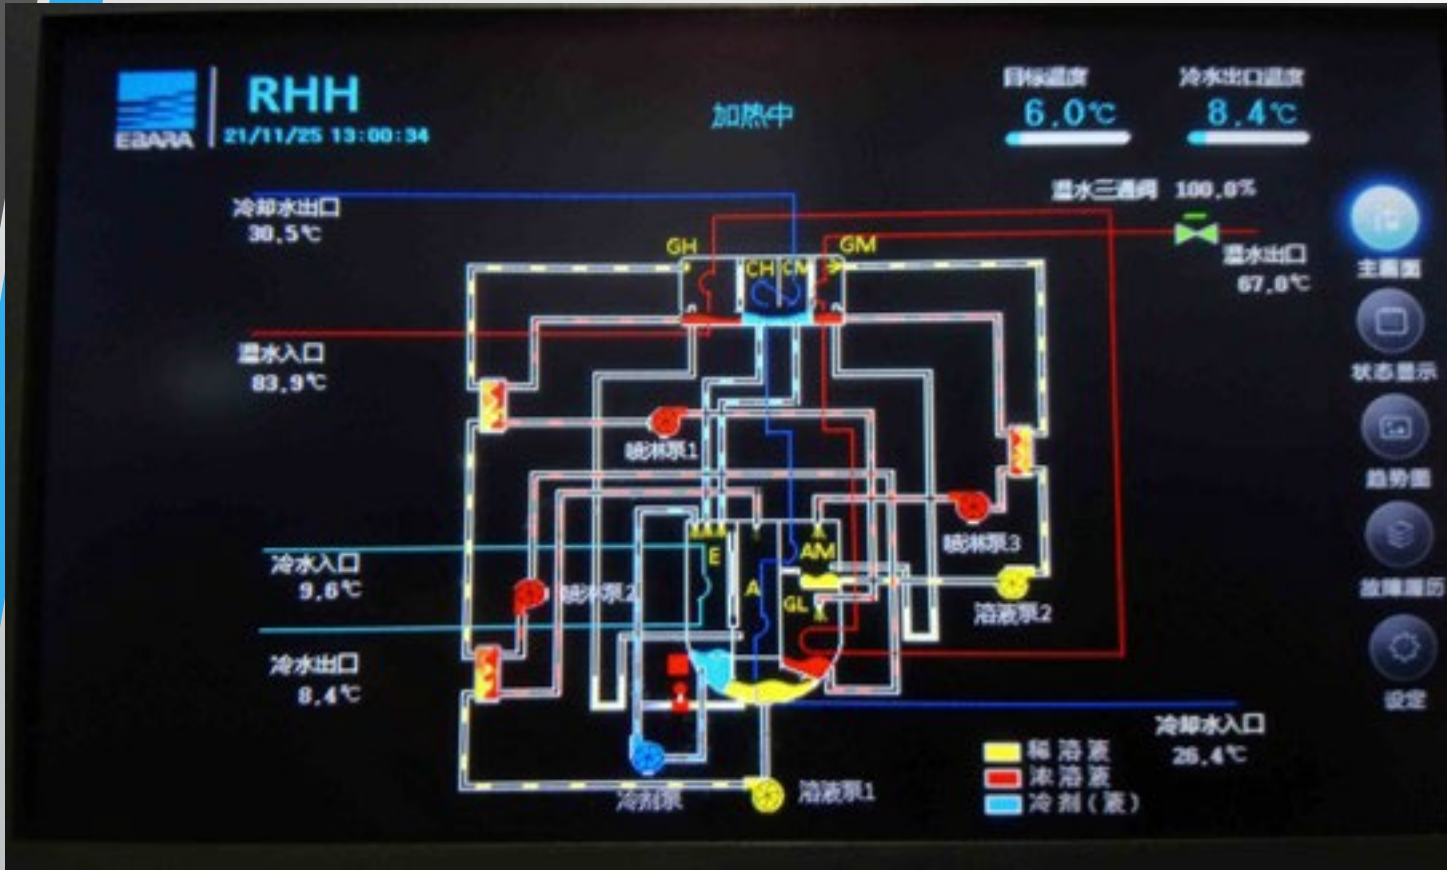 EBARA
RHH
21/11/25 13:00:34
加热中
目标温度
6.0℃
冷水出口温度
8.4℃
温水三通阀 100.0%
冷却水出口
30.5℃
GH
GM
CH
CM
温水出口
67.0℃
主画面
温水入口
83.9℃
状态显示
喷淋泵1
趋势图
喷淋泵3
冷水入口
9.6℃
喷淋泵2
E
A
AM
GL
溶液泵2
故障履历
冷水出口
8.4℃
设定
冷却水入口
26.4℃
稀溶液
浓溶液
冷剂(液)
冷剂泵
溶液泵1